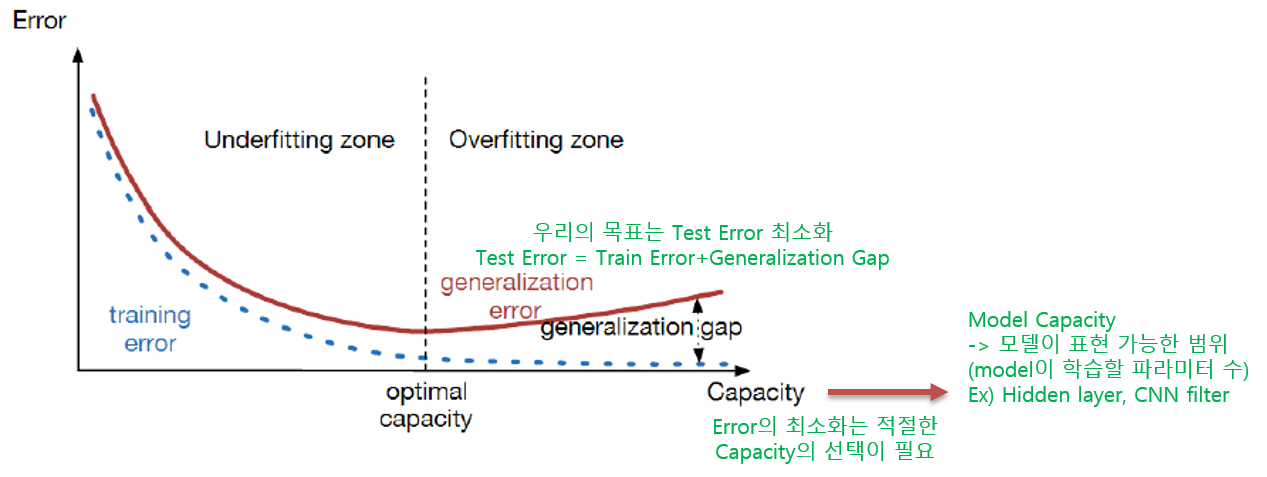 Error
Underfitting zone
Overfitting zone
우리의 목표는 Test Error 최소화
Test Error = Train Error+Generalization Gap
generalization
error
generalization gap
training
error
optimal
capacity
Capacity
Error의 최소화는 적절한
Capacity의 선택이 필요
Model Capacity
-> 모델이 표현 가능한 범위
(model이 학습할 파라미터 수)
Ex) Hidden layer, CNN filter